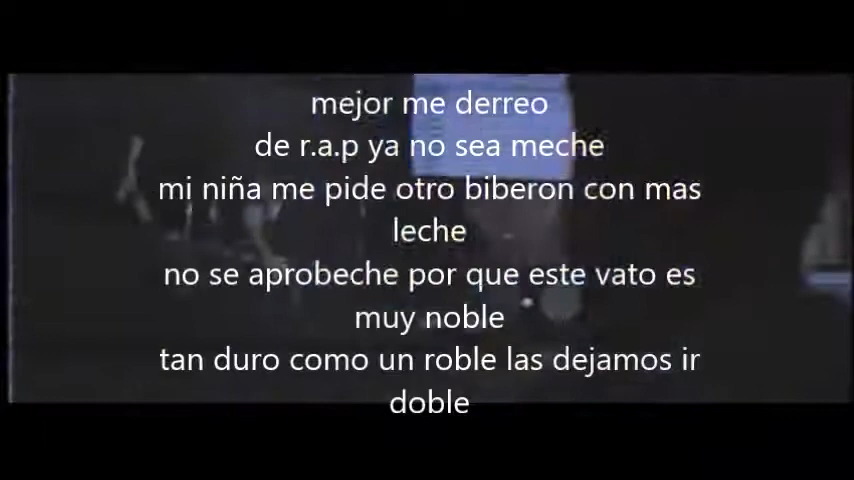 mejor me derreo
de r.a.p ya no sea meche
mi niña me pide otro biberon con mas
leche
no se aprobeche por que este vato es
muy noble
tan duro como un roble las dejamos ir
doble